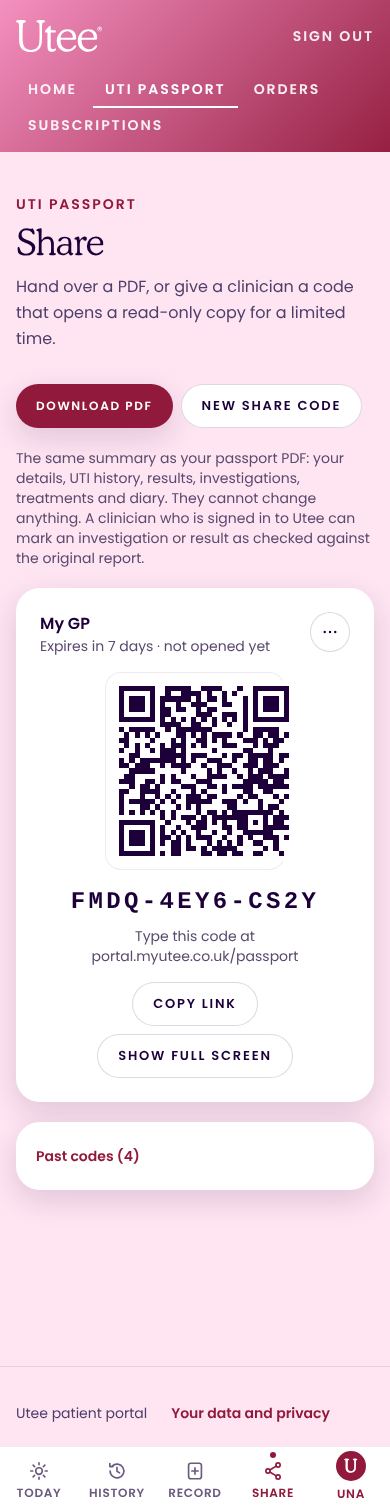 Utee®
SIGN OUT
HOME UTI PASSPORT ORDERS
SUBSCRIPTIONS
UTI PASSPORT
Share
Hand over a PDF, or give a clinician a code
that opens a read-only copy for a limited
time.
DOWNLOAD PDF NEW SHARE CODE
The same summary as your passport PDF: your
details, UTI history, results, investigations,
treatments and diary. They cannot change
anything. A clinician who is signed in to Utee can
mark an investigation or result as checked against
the original report.
My GP
Expires in 7 days · not opened yet
...
FMDQ-4EY6-CS2Y
Type this code at
portal.myutee.co.uk/passport
COPY LINK
SHOW FULL SCREEN
Past codes (4)
Utee patient portal Your data and privacy
U
TODAY HISTORY RECORD SHARE UNA